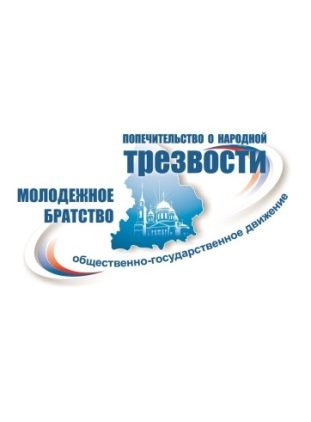 ПОПЕЧИТЕЛЬСТВО О НАРОДНОЙ
ТРЕЗВОСТИ
МОЛОДЕЖНОЕ
БРАТСТВО
общественно-государственное движение